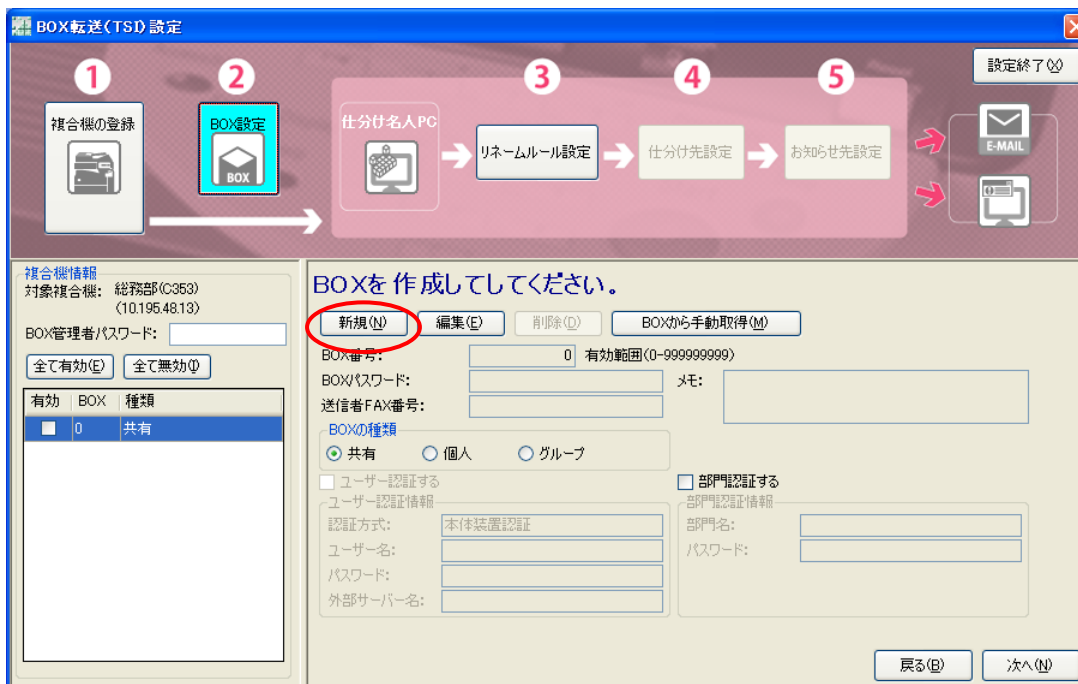 BOX転送(TSI)設定
1
2
3
4
5
設定終了(X)
複合機の登録
BOX設定
BOX
仕分け名人PC
リネームルール設定
仕分け先設定
お知らせ先設定
E-MAIL
複合機情報
対象複合機: 総務部(C353)
(10.195.48.13)
BOX管理者パスワード:
全て有効(E) 全て無効(I)
有効 BOX 種類
0 共有
BOXを作成してしてください。
新規(N) 編集(E) 削除(D) BOXから手動取得(M)
BOX番号: 0 有効範囲(0-999999999)
BOXパスワード: メモ:
送信者FAX番号:
BOXの種類
共有 個人 グループ
ユーザー認証する 部門認証する
ユーザー認証情報 部門認証情報
認証方式: 本体装置認証 部門名:
ユーザー名: パスワード:
パスワード:
外部サーバー名:
戻る(B) 次へ(N)